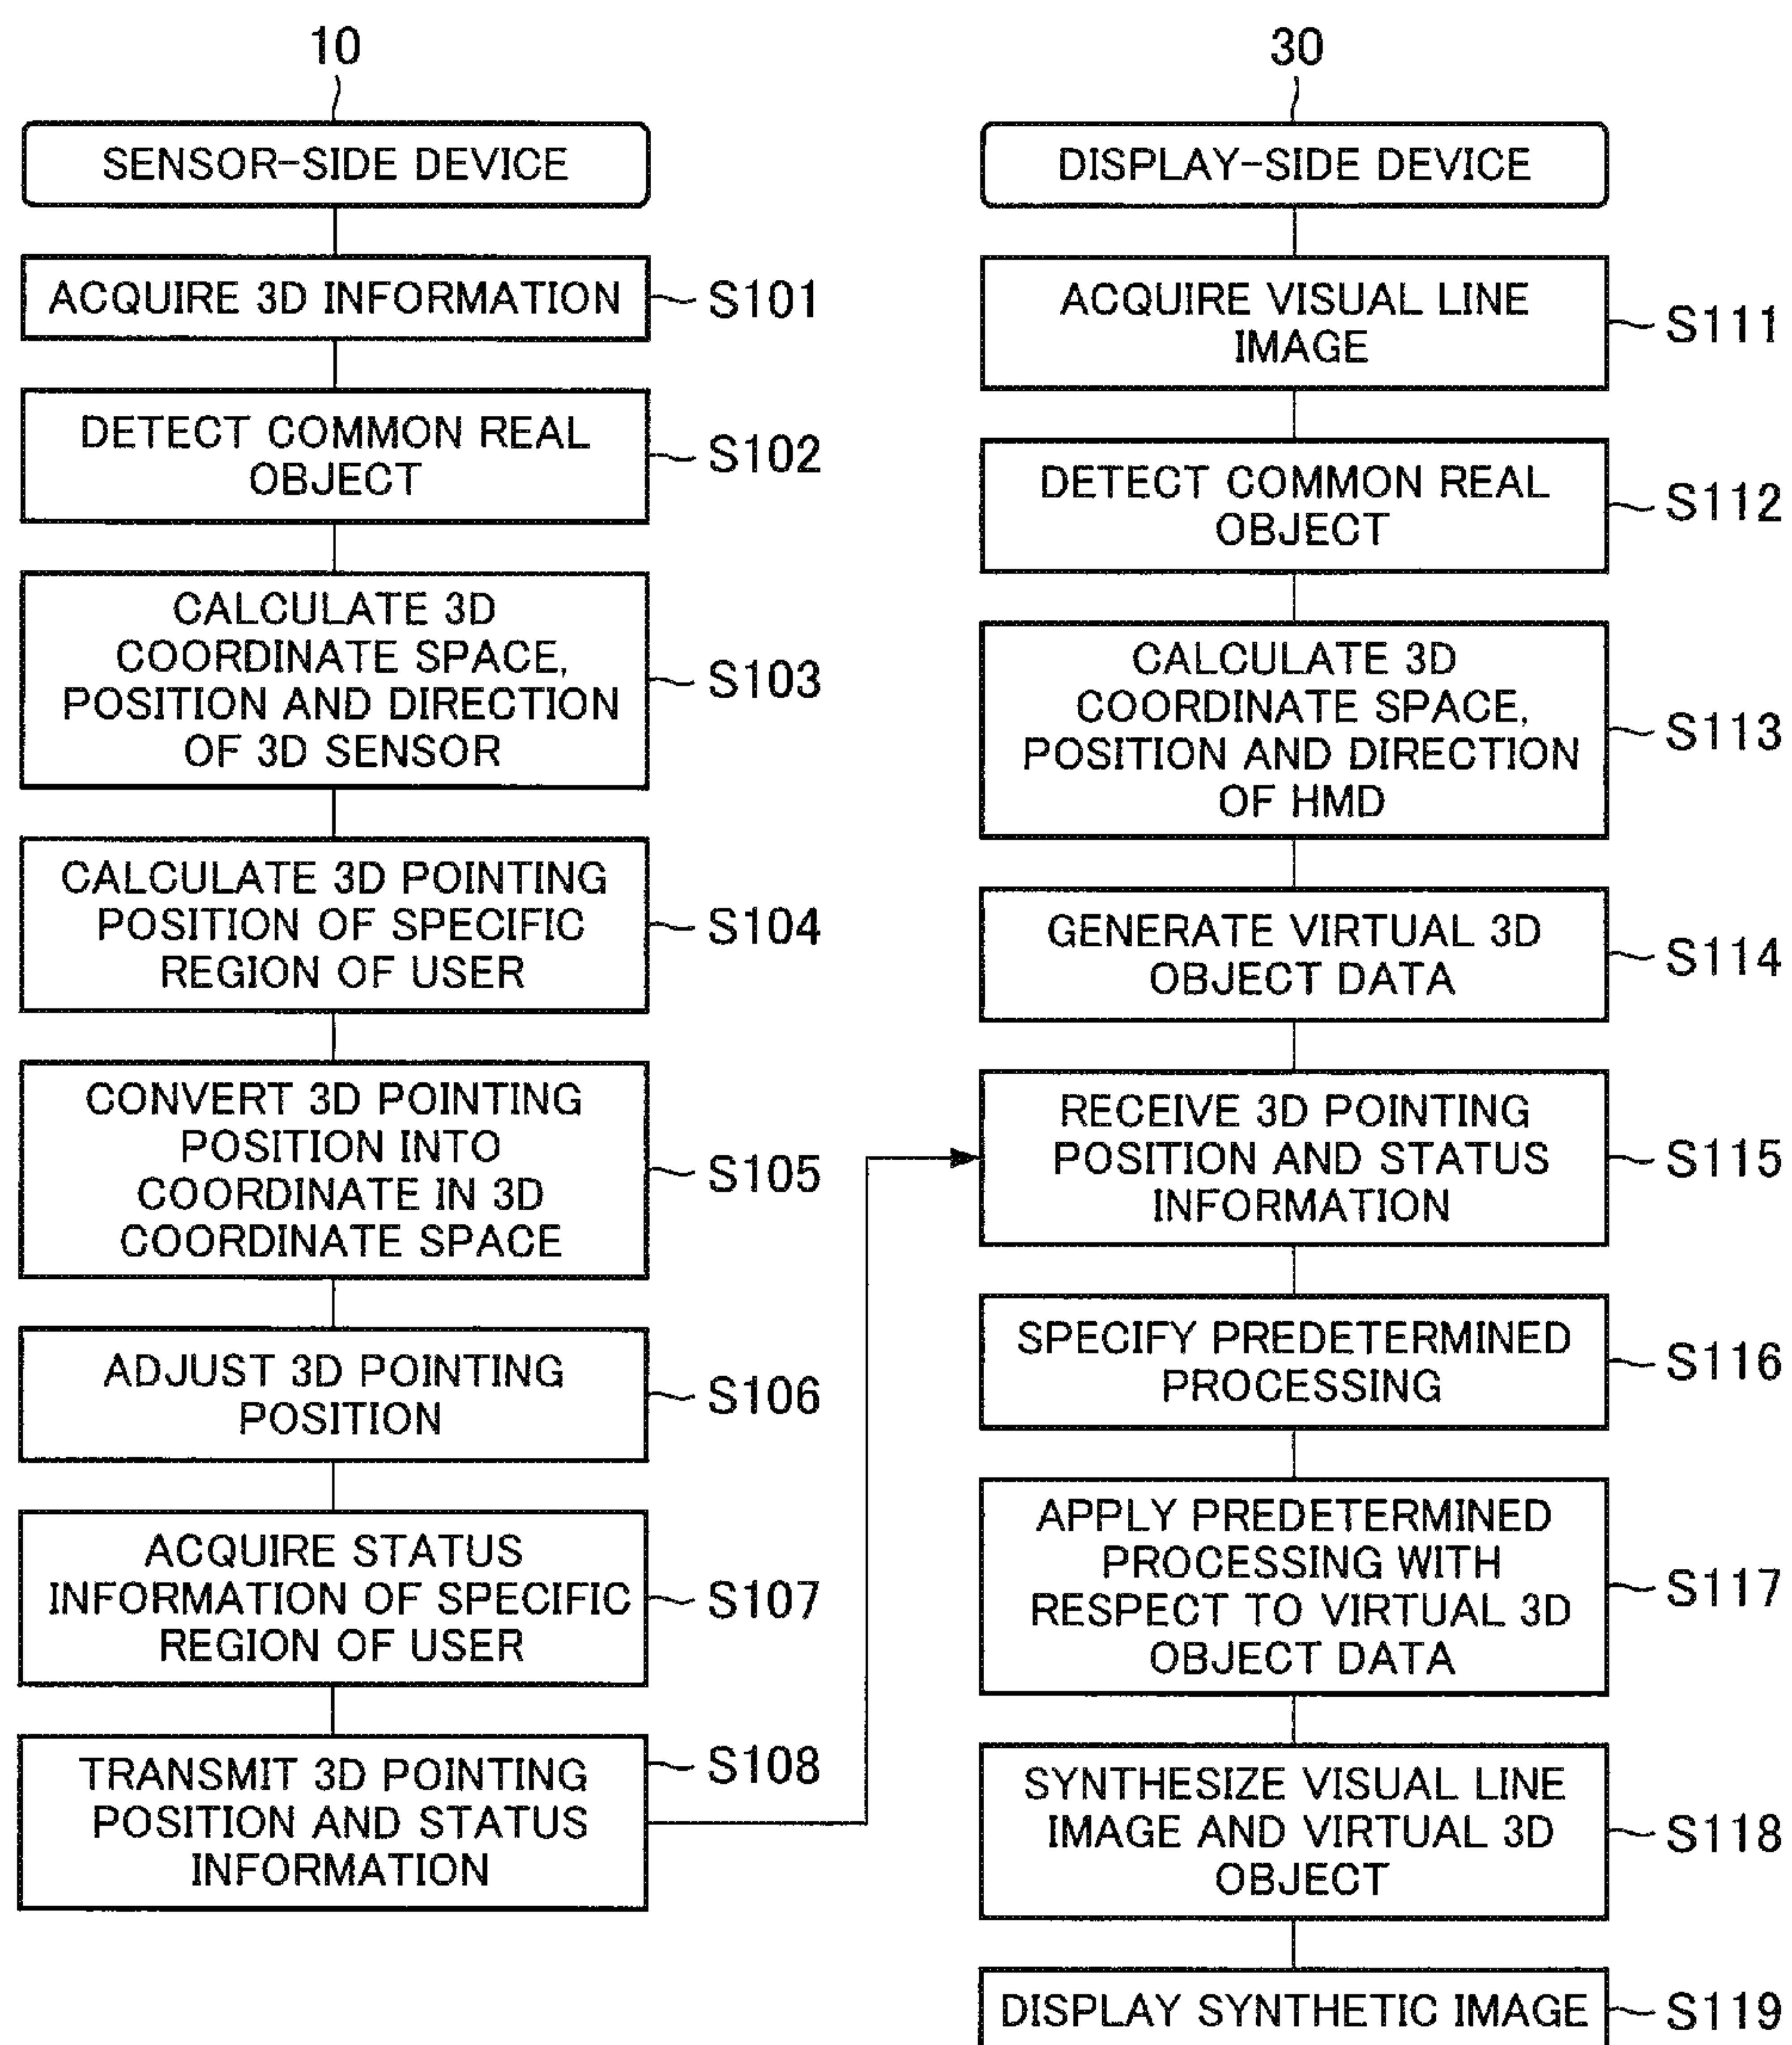 10
SENSOR-SIDE DEVICE
ACQUIRE 3D INFORMATION
S101
DETECT COMMON REAL
OBJECT
S102
CALCULATE 3D
COORDINATE SPACE,
POSITION AND DIRECTION
OF 3D SENSOR
S103
CALCULATE 3D POINTING
POSITION OF SPECIFIC
REGION OF USER
S104
CONVERT 3D POINTING
POSITION INTO
COORDINATE IN 3D
COORDINATE SPACE
S105
ADJUST 3D POINTING
POSITION
S106
ACQUIRE STATUS
INFORMATION OF SPECIFIC
REGION OF USER
S107
TRANSMIT 3D POINTING
POSITION AND STATUS
INFORMATION
S108
30
DISPLAY-SIDE DEVICE
ACQUIRE VISUAL LINE
IMAGE
S111
DETECT COMMON REAL
OBJECT
S112
CALCULATE 3D
COORDINATE SPACE,
POSITION AND DIRECTION
OF HMD
S113
GENERATE VIRTUAL 3D
OBJECT DATA
S114
RECEIVE 3D POINTING
POSITION AND STATUS
INFORMATION
S115
SPECIFY PREDETERMINED
PROCESSING
S116
APPLY PREDETERMINED
PROCESSING WITH
RESPECT TO VIRTUAL 3D
OBJECT DATA
S117
SYNTHESIZE VISUAL LINE
IMAGE AND VIRTUAL 3D
OBJECT
S118
DISPLAY SYNTHETIC IMAGE
S119